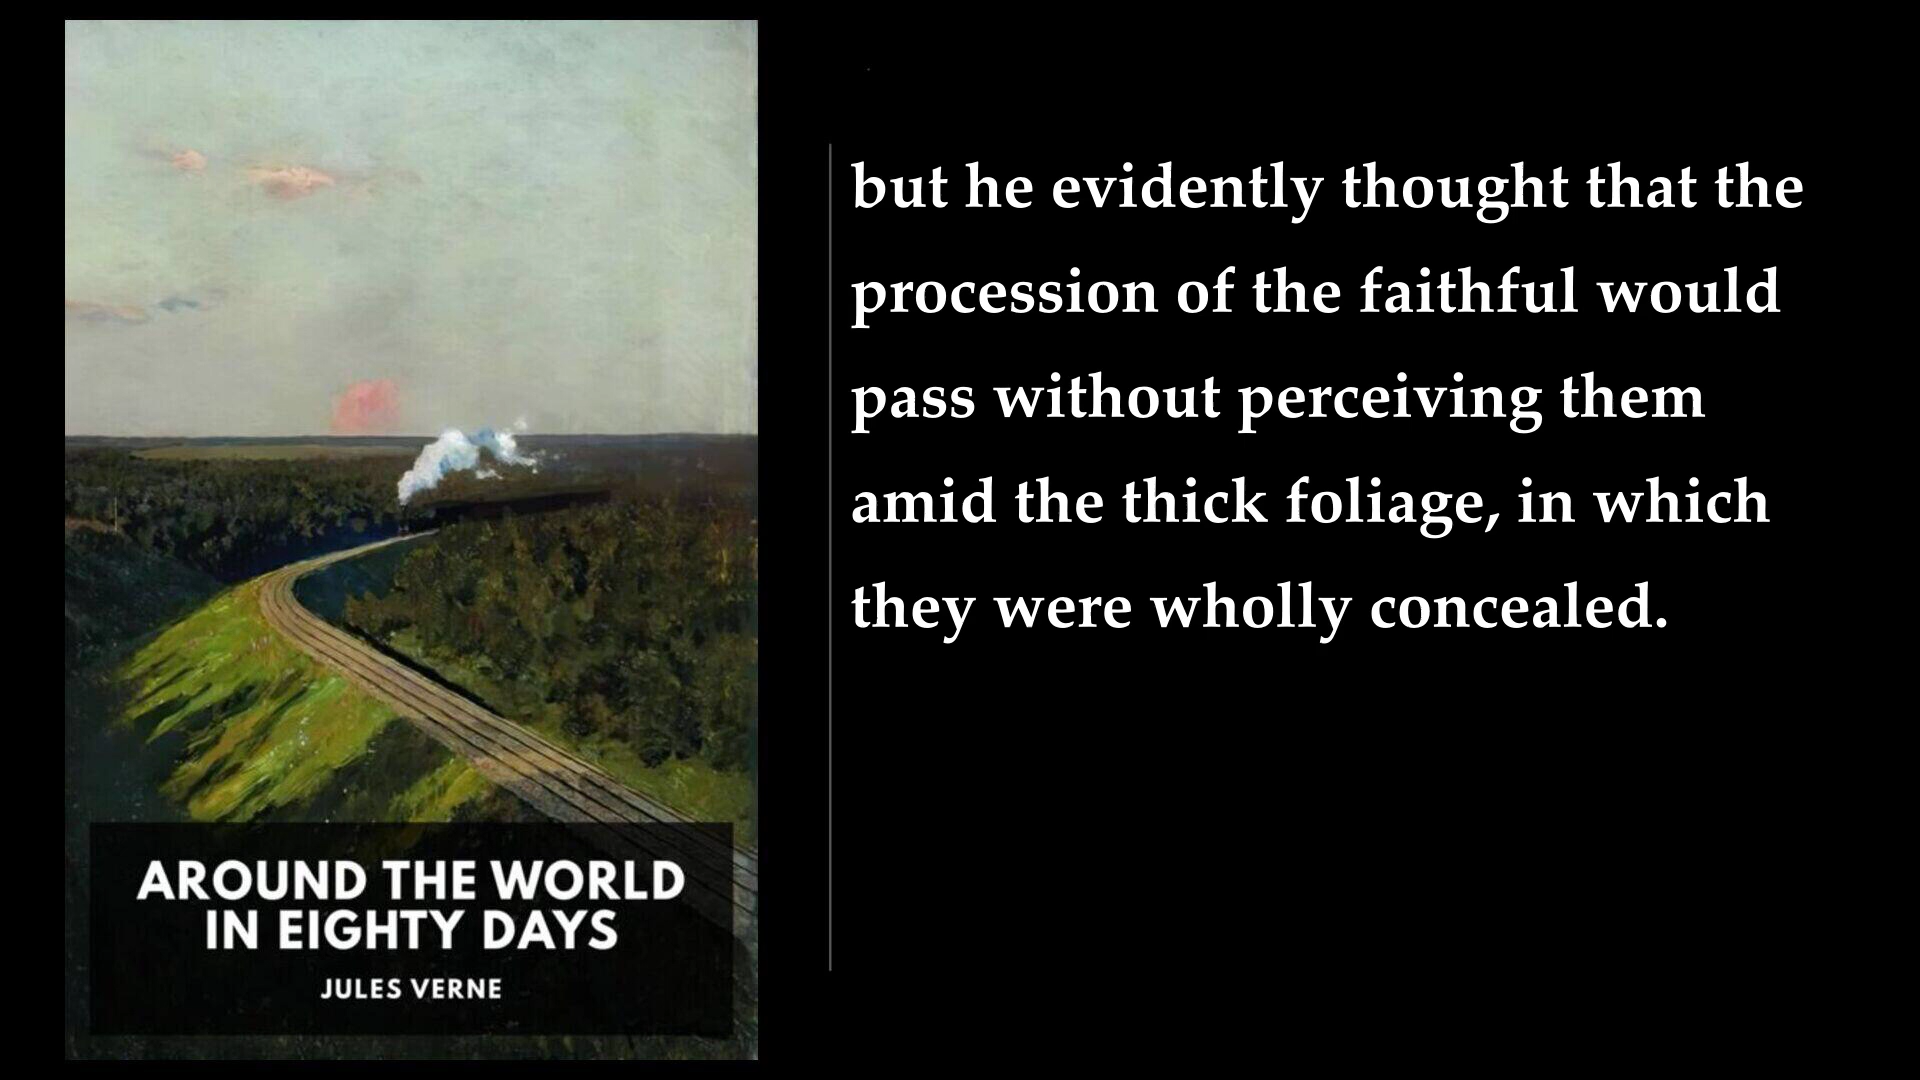 but he evidently thought that the
procession of the faithful would
pass without perceiving them
amid the thick foliage, in which
they were wholly concealed.
AROUND THE WORLD
IN EIGHTY DAYS
JULES VERNE